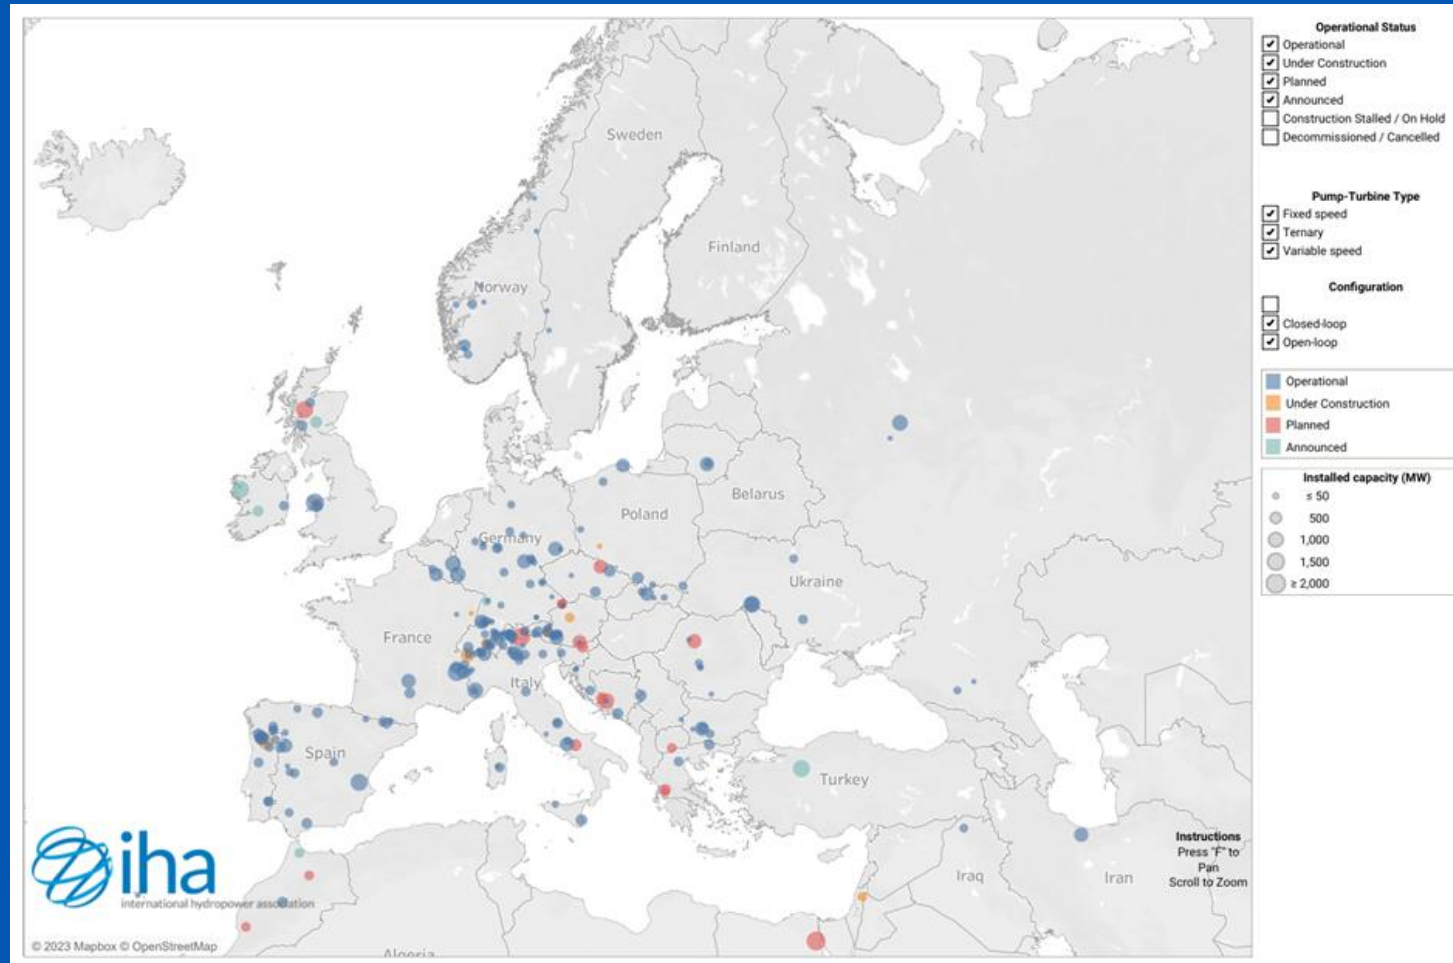 Sweden
Finland
Norway
Belarus
Poland
Germany
Ukraine
France
Italy
Spain
Turkey
Iraq
Iran
Algeria
Instructions
Press "F" to
Pan
Scroll to Zoom
iha
international hydropower association
© 2023 Mapbox © OpenStreetMap
Operational Status
Operational
Under Construction
Planned
Announced
Construction Stalled / On Hold
Decommissioned / Cancelled
Pump-Turbine Type
Fixed speed
Ternary
Variable speed
Configuration
Closed-loop
Open-loop
Operational
Under Construction
Planned
Announced
Installed capacity (MW)
≤ 50
500
1,000
1,500
≥ 2,000